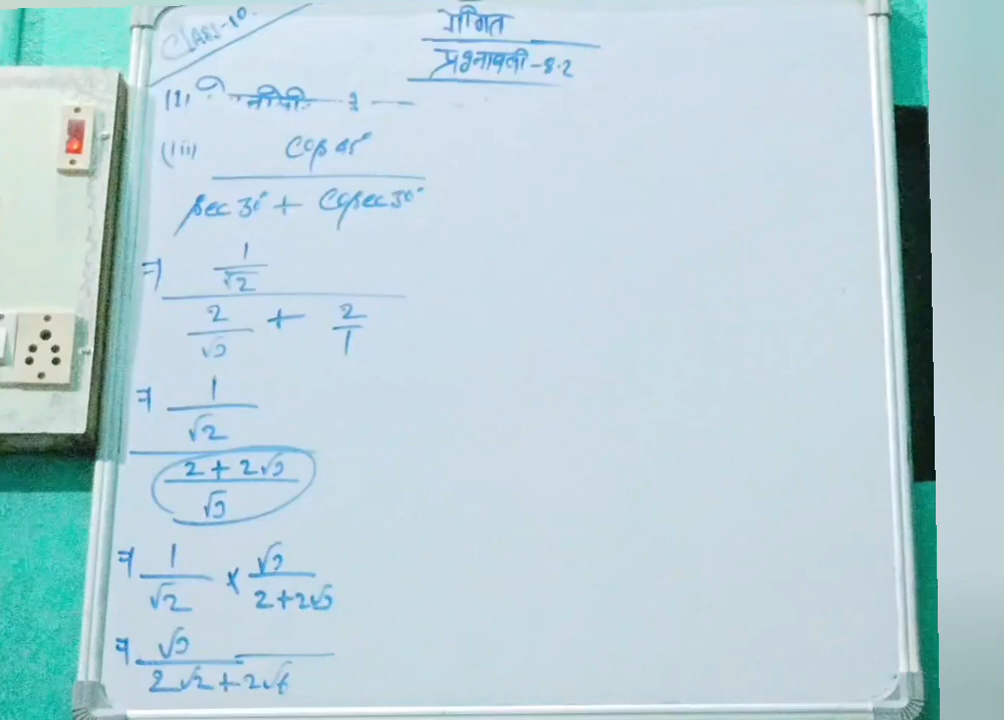 CLASS-10.
गणित
प्रश्नावली-8.2
(1)
(iii) cos 45°
sec 30° + Cosec 30°
⇒ 1/√2
2/√3 + 2/1
⇒ 1/√2
2 + 2√3
√3
⇒ 1/√2 × √3/2+2√3
⇒ √3
2√2 + 2√6